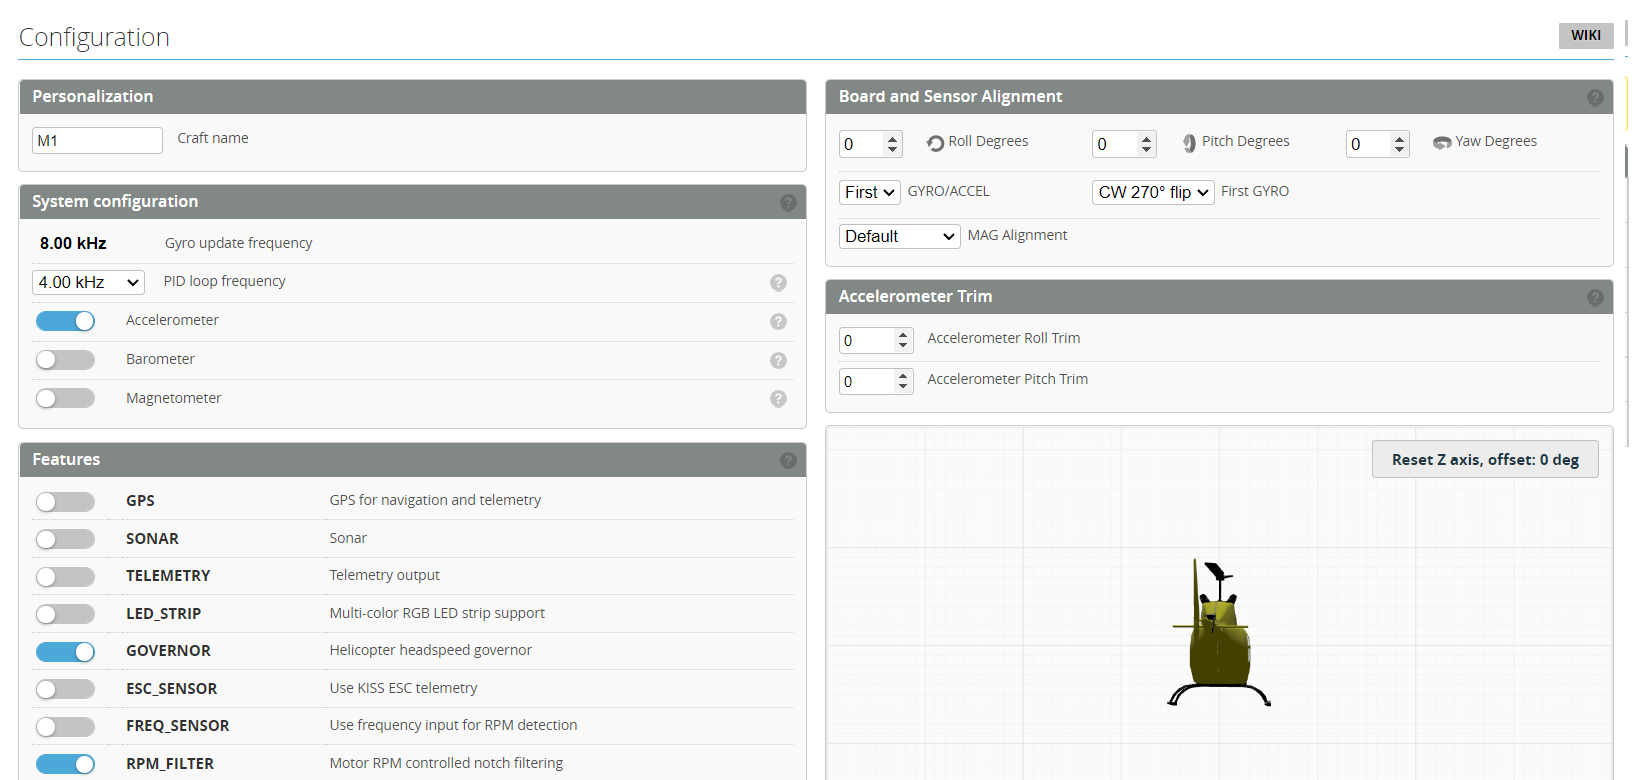 Configuration
WIKI
Personalization
M1
Craft name
System configuration
8.00 kHz
Gyro update frequency
4.00 kHz
PID loop frequency
Accelerometer
Barometer
Magnetometer
Features
GPS
GPS for navigation and telemetry
SONAR
Sonar
TELEMETRY
Telemetry output
LED_STRIP
Multi-color RGB LED strip support
GOVERNOR
Helicopter headspeed governor
ESC_SENSOR
Use KISS ESC telemetry
FREQ_SENSOR
Use frequency input for RPM detection
RPM_FILTER
Motor RPM controlled notch filtering
Board and Sensor Alignment
0
Roll Degrees
0
Pitch Degrees
0
Yaw Degrees
First
GYRO/ACCEL
CW 270° flip
First GYRO
Default
MAG Alignment
Accelerometer Trim
0
Accelerometer Roll Trim
0
Accelerometer Pitch Trim
Reset Z axis, offset: 0 deg